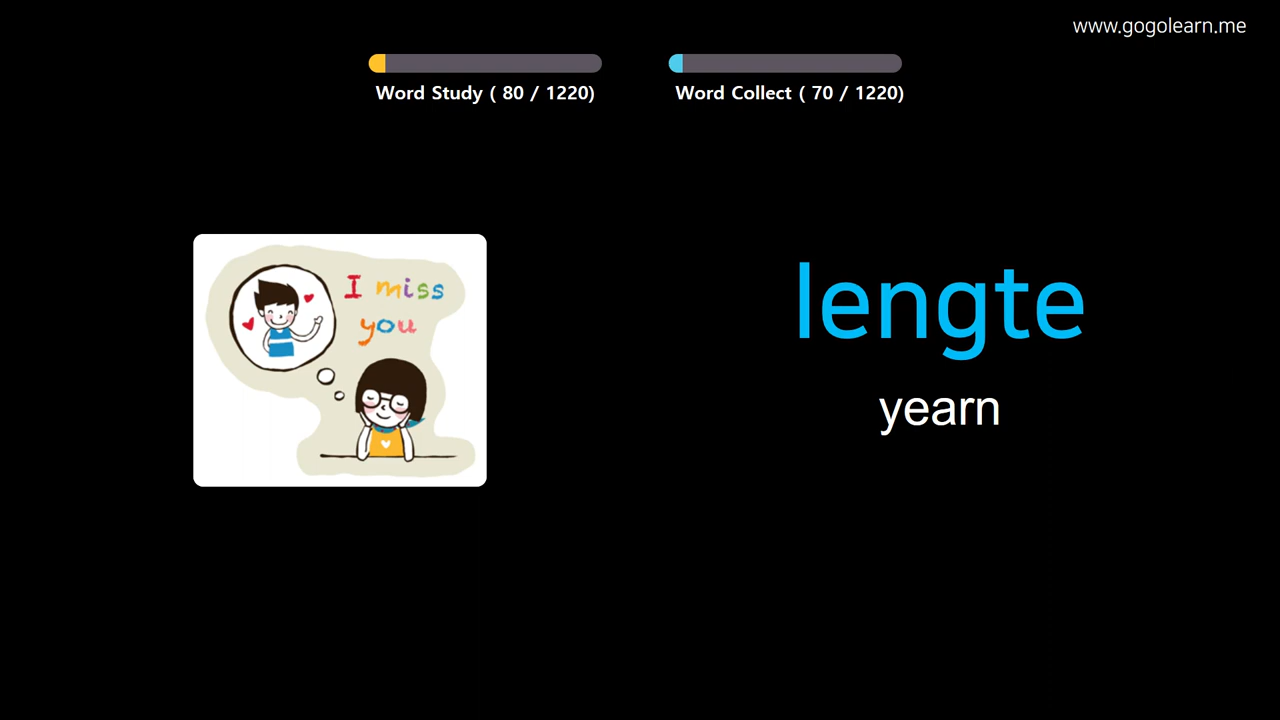 www.gogolearn.me
Word Study ( 80 / 1220)
Word Collect ( 70 / 1220)
I miss
you
lengte
yearn